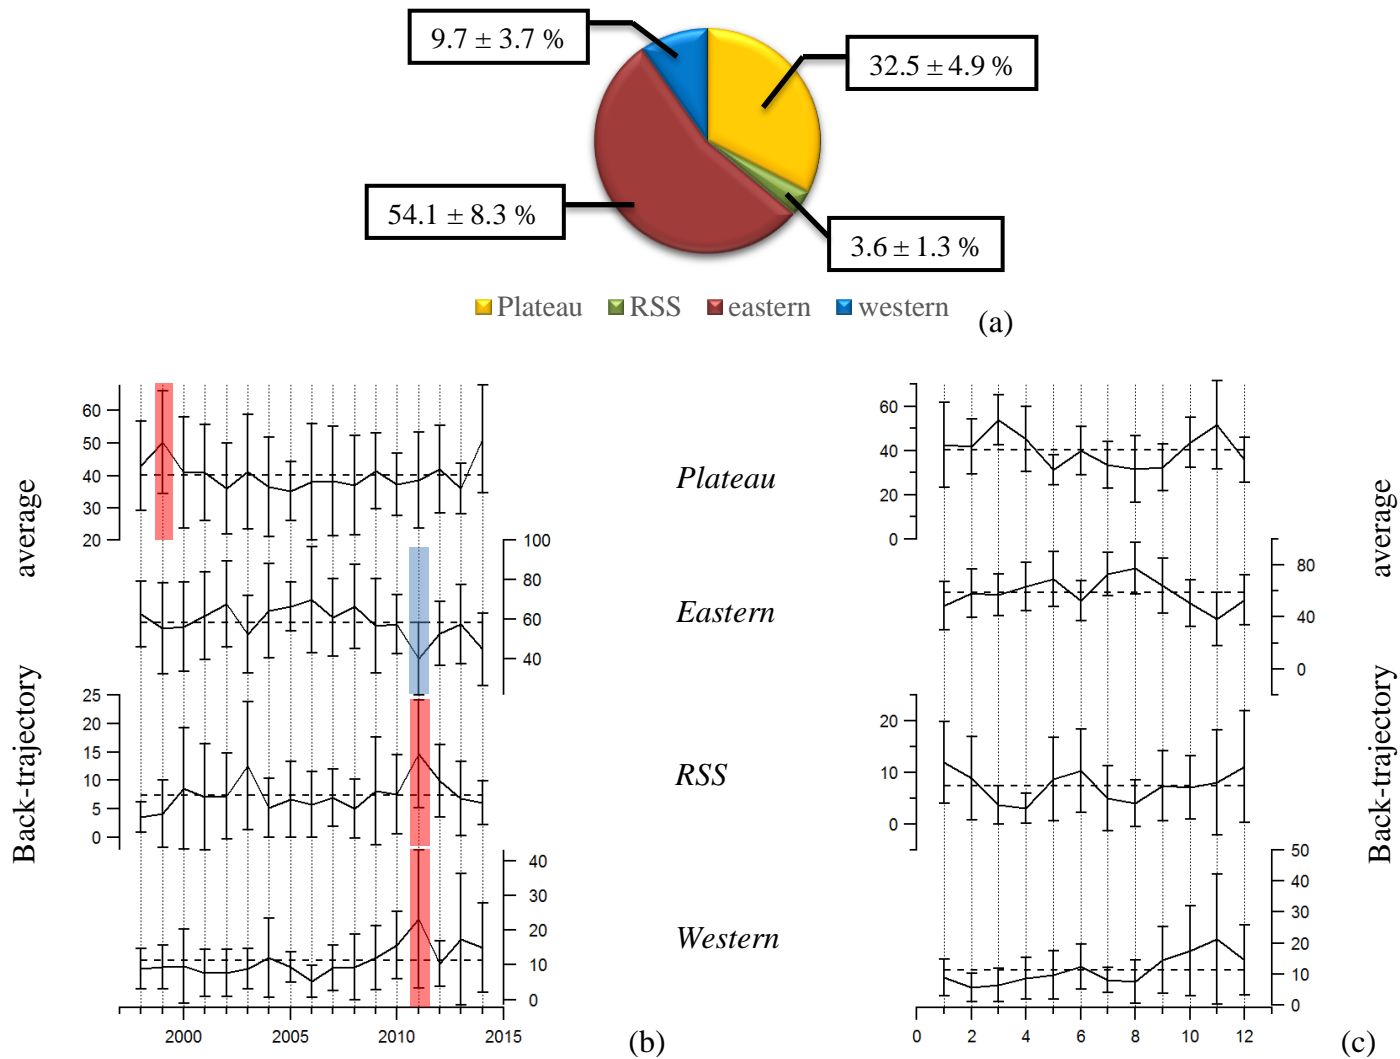 9.7 ± 3.7 %
32.5 ± 4.9 %
54.1 ± 8.3 %
3.6 ± 1.3 %
Plateau RSS eastern western
(a)
Back-trajectory average
60
50
40
30
20
100
80
60
40
25
20
15
10
5
0
40
30
20
10
0
2000 2005 2010 2015
(b)
Plateau
Eastern
RSS
Western
60
40
20
0
80
40
0
20
10
0
50
40
30
20
10
0
0 2 4 6 8 10 12
(c)
Back-trajectory average